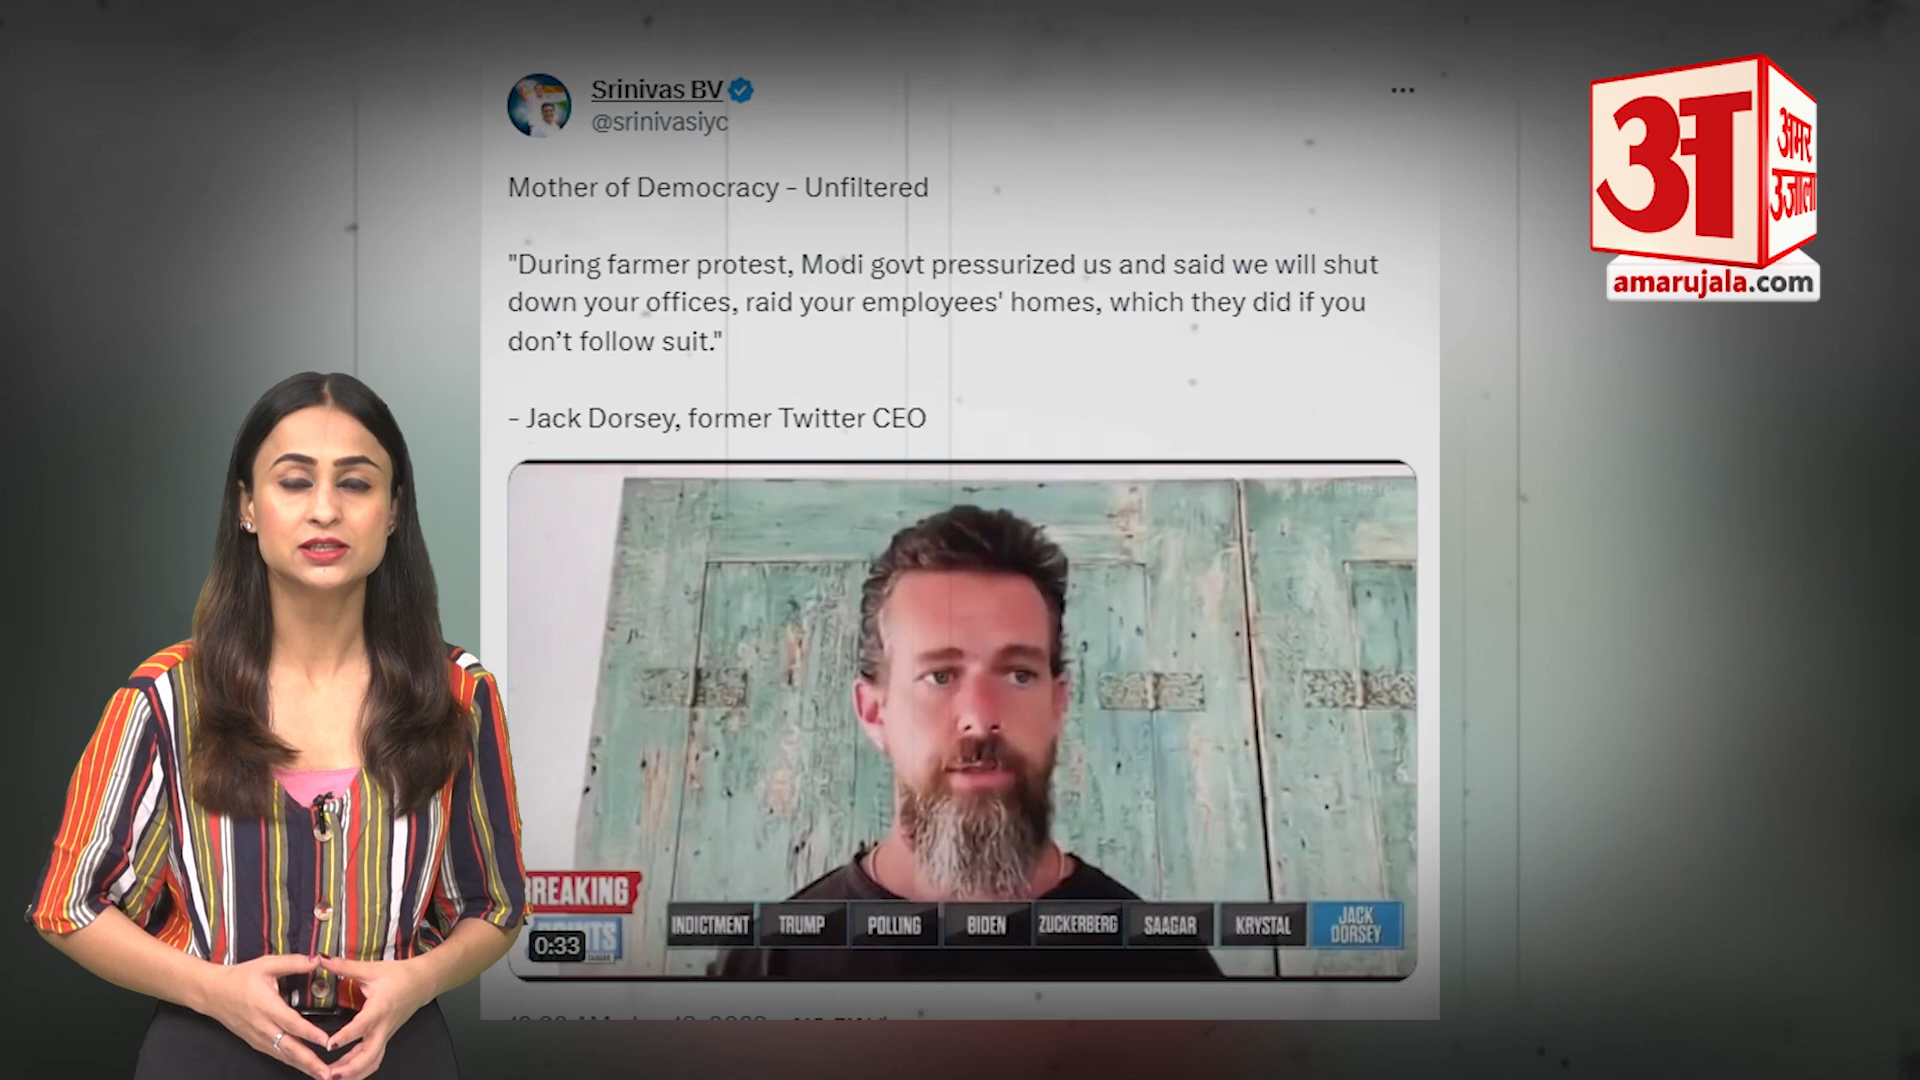 Srinivas BV
@srinivasiyc
Mother of Democracy - Unfiltered
"During farmer protest, Modi govt pressurized us and said we will shut
down your offices, raid your employees' homes, which they did if you
don't follow suit."
- Jack Dorsey, former Twitter CEO
BREAKING
0:33
INDICTMENT
TRUMP
POLLING
BIDEN
ZUCKERBERG
SAAGAR
KRYSTAL
JACK
DORSEY
अ
अमर
उजाला
amarujala.com